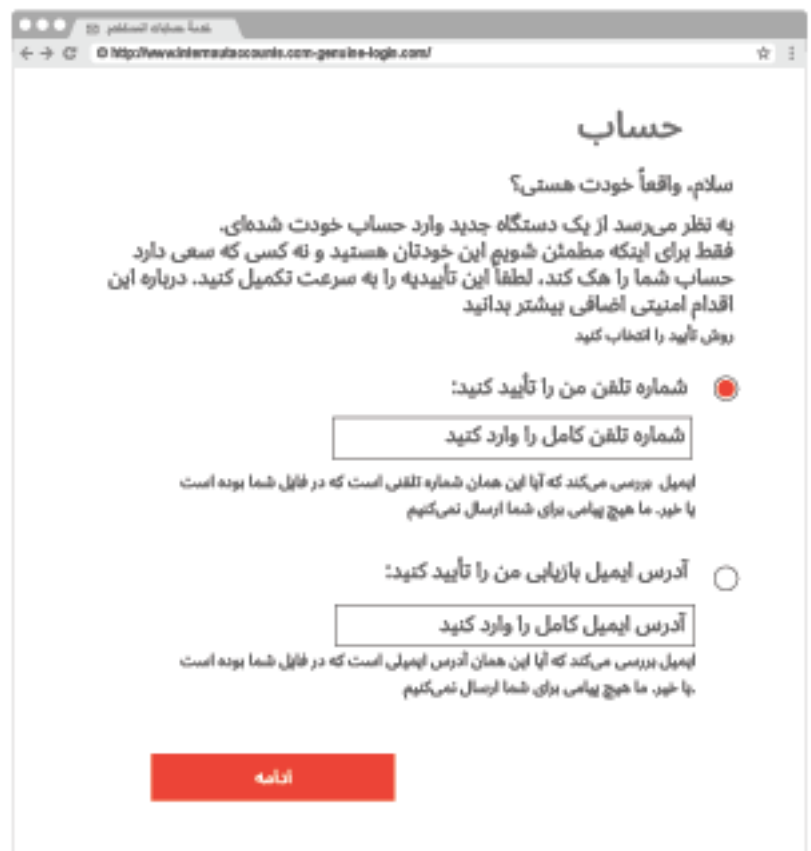 http://www.internautaccounts.com-genuine-login.com/
حساب
سلام، واقعاً خودت هستی؟
به نظر می‌رسد از یک دستگاه جدید وارد حساب خودت شده‌ای.
فقط برای اینکه مطمئن شویم این خودتان هستید و نه کسی که سعی دارد
حساب شما را هک کند، لطفاً این تأییدیه را به سرعت تکمیل کنید. درباره این
اقدام امنیتی اضافی بیشتر بدانید
روش تأیید را انتخاب کنید
شماره تلفن من را تأیید کنید:
شماره تلفن کامل را وارد کنید
ایمیل بررسی می‌کند که آیا این همان شماره تلفنی است که در فایل شما بوده است
یا خیر. ما هیچ پیامی برای شما ارسال نمی‌کنیم
آدرس ایمیل بازیابی من را تأیید کنید:
آدرس ایمیل کامل را وارد کنید
ایمیل بررسی می‌کند که آیا این همان آدرس ایمیلی است که در فایل شما بوده است
.یا خیر. ما هیچ پیامی برای شما ارسال نمی‌کنیم
ادامه